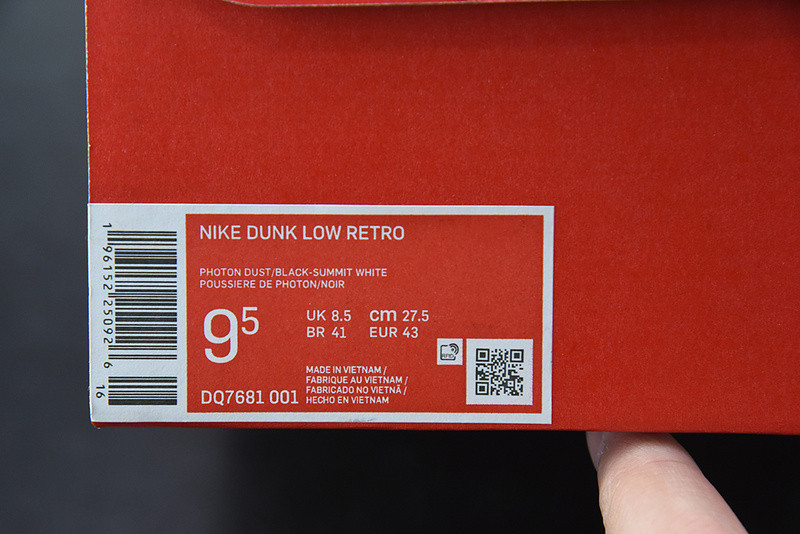 NIKE DUNK LOW RETRO
PHOTON DUST/BLACK-SUMMIT WHITE
POUSSIERE DE PHOTON/NOIR
9⁵
UK 8.5 cm 27.5
BR 41 EUR 43
MADE IN VIETNAM /
FABRIQUE AU VIETNAM /
FABRICADO NO VIETNÃ /
HECHO EN VIETNAM
DQ7681 001
RFID
1 96152 25092 6
16